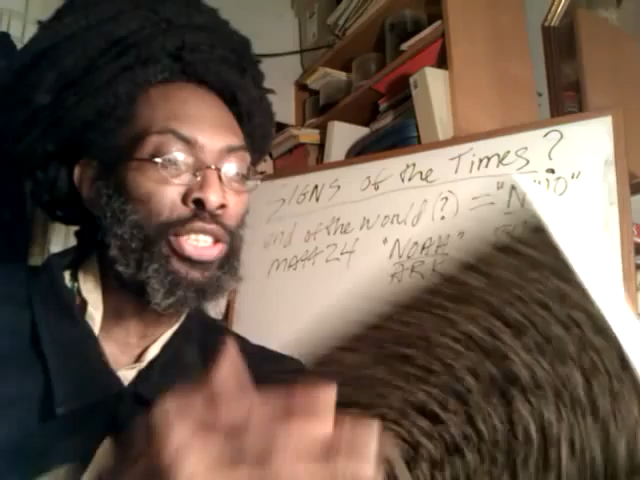 SIGNS of the Times?
end of the World (?) = "N
MATT 24 "NOAH"
ARK